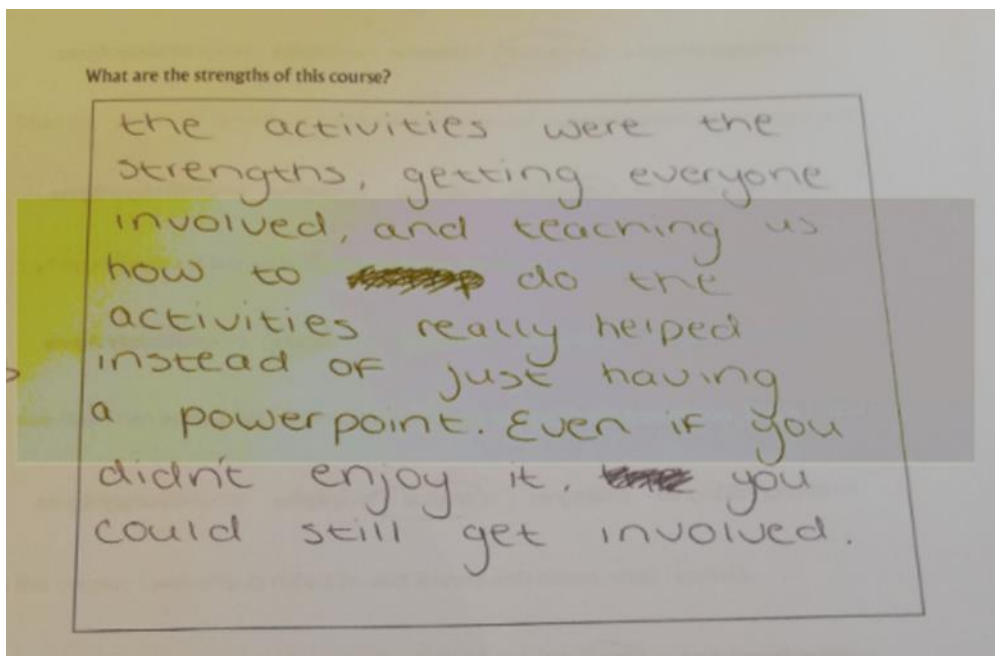 What are the strengths of this course?
the activities were the
strengths, getting everyone
involved, and teaching us
how to do the
activities really helped
instead of just having
a powerpoint. Even if you
didn't enjoy it, you
could still get involved.